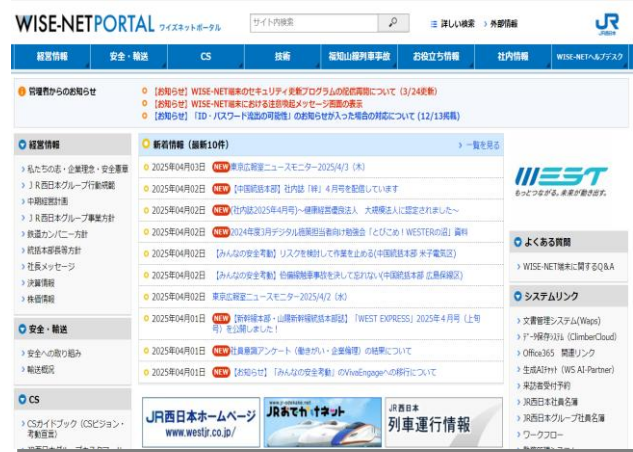 WISE-NETPORTAL ワイズネットポータル
サイト内検索
詳しい検索
外部情報
JR
JR西日本
経営情報
安全・輸送
CS
技術
福知山線列車事故
お役立ち情報
社内情報
WISE-NETヘルプデスク
管理者からのお知らせ
【お知らせ】WISE-NET端末のセキュリティ更新プログラムの配信再開について（3/24更新）
【お知らせ】WISE-NET端末における注意喚起メッセージ画面の表示
【お知らせ】「ID・パスワード流出の可能性」のお知らせが入った場合の対応について（12/13掲載）
経営情報
私たちの志・企業理念・安全憲章
JR西日本グループ行動規範
中期経営計画
JR西日本グループ事業方針
鉄道カンパニー方針
統括本部長等方針
社長メッセージ
決算情報
株価情報
安全・輸送
安全への取り組み
輸送概況
CS
CSガイドブック（CSビジョン・
考動宣言）
新着情報（最新10件）
一覧を見る
2025年04月03日 NEW 東京広報室ニュースモニター2025/4/3（木）
2025年04月02日 NEW 【中国統括本部】社内誌「絆」4月号を配信しています
2025年04月02日 NEW (社内誌2025年4月号)～健康経営優良法人 大規模法人に認定されました～
2025年04月02日 NEW 2024年度3月デジタル接客担当者向け勉強会「とびこめ！WESTERの沼」資料
2025年04月02日 【みんなの安全考動】リスクを検討して作業を止める(中国統括本部 米子電気区)
2025年04月02日 【みんなの安全考動】 を決して忘れない(中国統括本部 広島保線区)
2025年04月02日 東京広報室ニュースモニター2025/4/2（水）
2025年04月01日 NEW 【新幹線本部・山陽新幹線統括本部誌】「WEST EXPRESS」2025年4月号（上旬
号）を公開しました！
2025年04月01日 NEW 社員意識アンケート（働きがい・企業倫理）の結果について
2025年04月01日 NEW 【お知らせ】「みんなの安全考動」のVivaEngageへの移行について
JR西日本ホームページ
www.westjr.co.jp/
JRおでかけネット
JR西日本
列車運行情報
WEST
もっとつながる。未来が動き出す。
よくある質問
WISE-NET端末に関するQ&A
システムリンク
文書管理システム(Waps)
データ保存システム (ClimberCloud)
Office365 関連リンク
生成AIチャット (WS AI-Partner)
来訪者受付予約
JR西日本社員名簿
JR西日本グループ社員名簿
ワークフロー